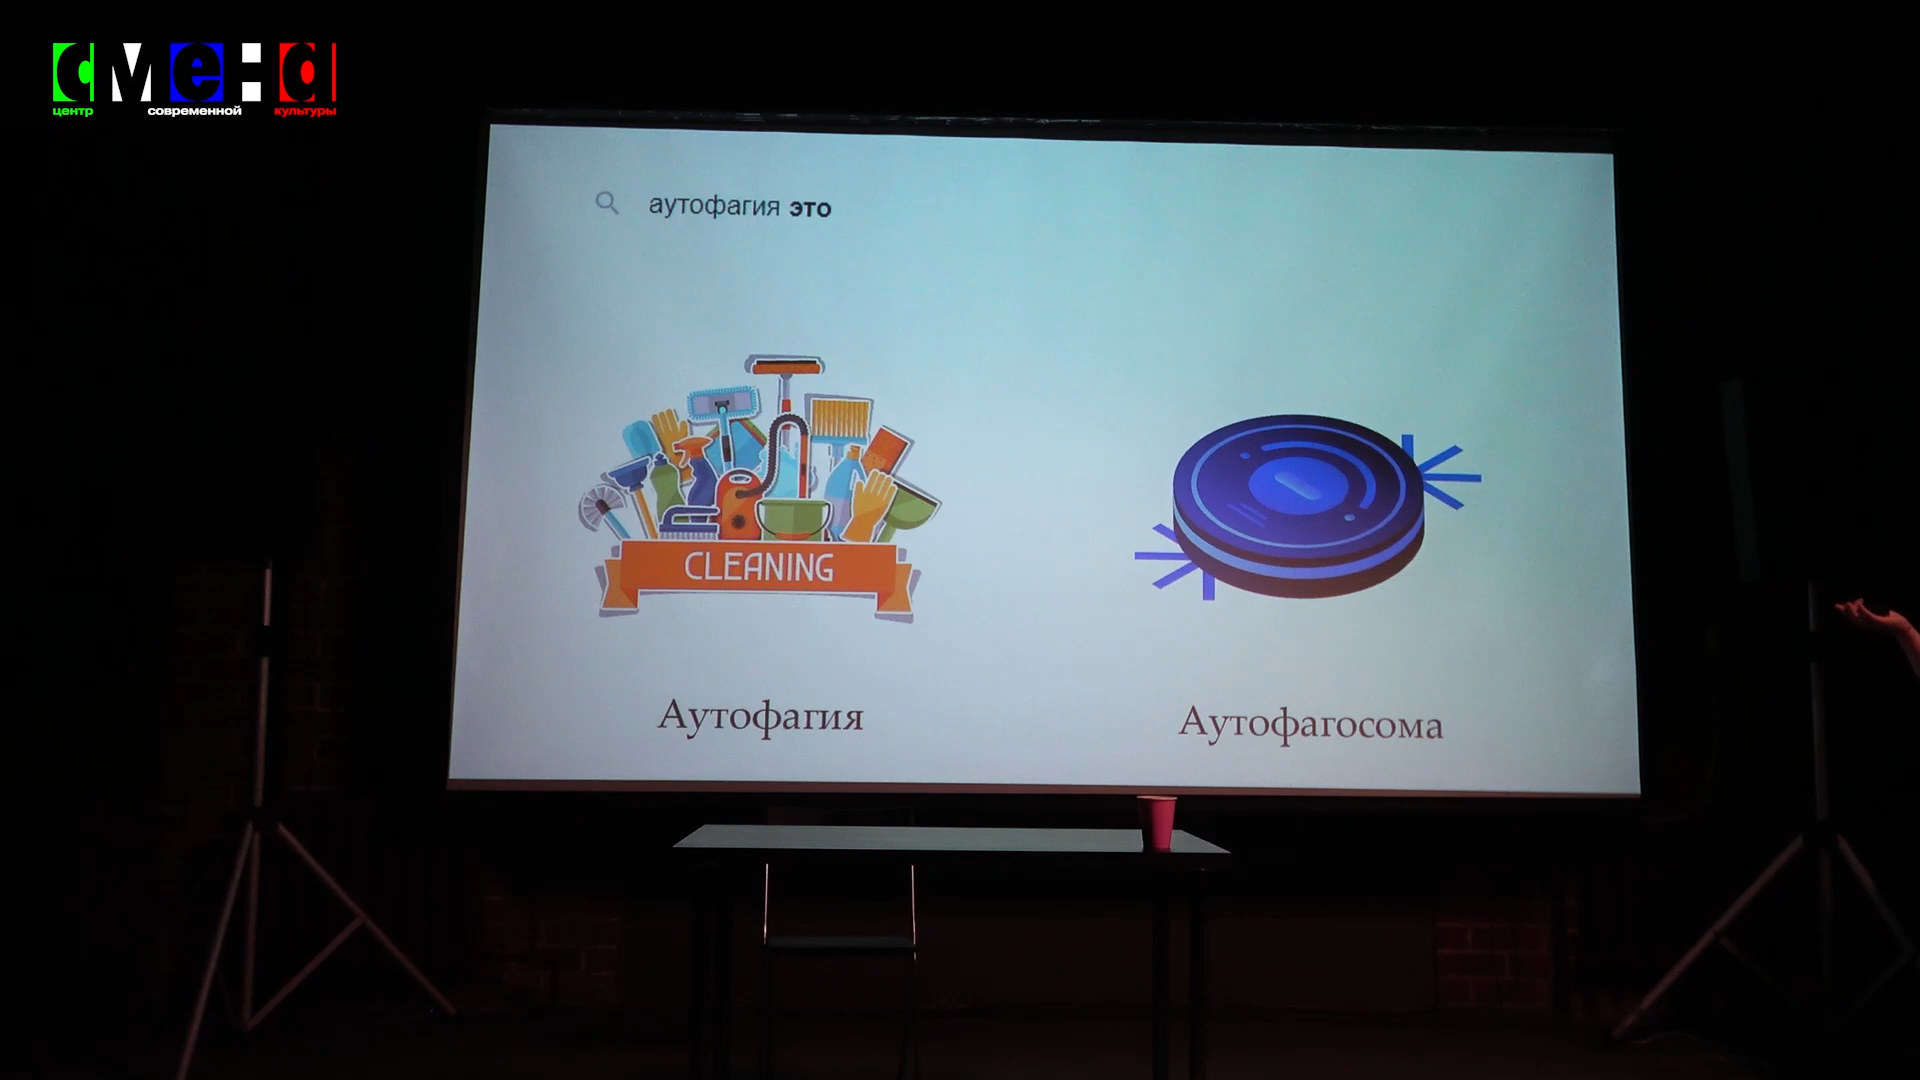 смена
центр современной культуры
аутофагия это
CLEANING
Аутофагия
Аутофагосома